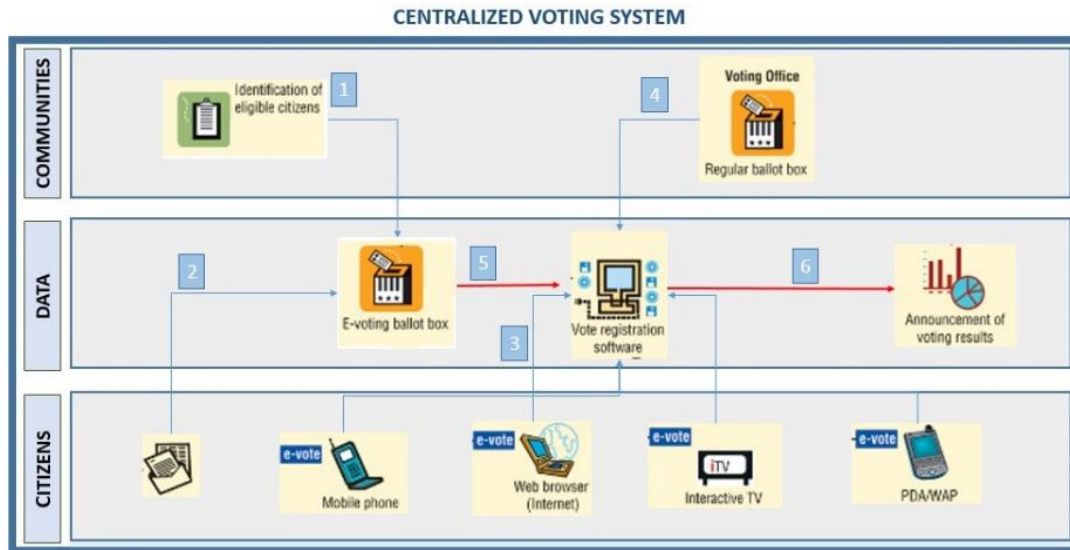 CENTRALIZED VOTING SYSTEM
COMMUNITIES
Identification of
eligible citizens
1
4
Voting Office
Regular ballot box
DATA
2
E-voting ballot box
5
3
Vote registration
software
6
Announcement of
voting results
CITIZENS
e-vote
Mobile phone
e-vote
Web browser
(Internet)
e-vote
iTV
Interactive TV
e-vote
PDA/WAP